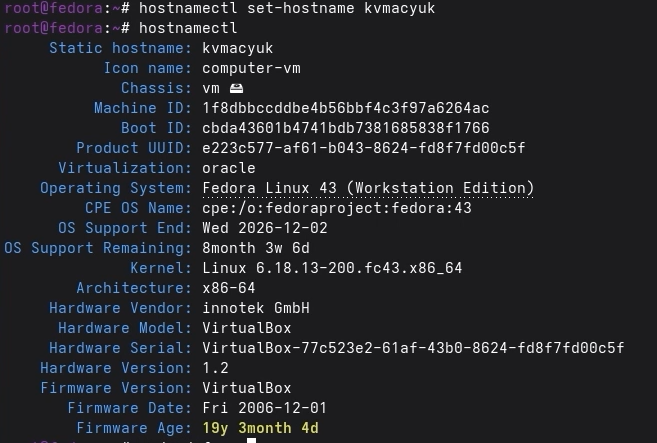 root@fedora:~# hostnamectl set-hostname kvmacyuk
root@fedora:~# hostnamectl
Static hostname: kvmacyuk
Icon name: computer-vm
Chassis: vm 🖴
Machine ID: 1f8dbbccddbe4b56bbf4c3f97a6264ac
Boot ID: cbda43601b4741bdb7381685838f1766
Product UUID: e223c577-af61-b043-8624-fd8f7fd00c5f
Virtualization: oracle
Operating System: Fedora Linux 43 (Workstation Edition)
CPE OS Name: cpe:/o:fedoraproject:fedora:43
OS Support End: Wed 2026-12-02
OS Support Remaining: 8month 3w 6d
Kernel: Linux 6.18.13-200.fc43.x86_64
Architecture: x86-64
Hardware Vendor: innotek GmbH
Hardware Model: VirtualBox
Hardware Serial: VirtualBox-77c523e2-61af-43b0-8624-fd8f7fd00c5f
Hardware Version: 1.2
Firmware Version: VirtualBox
Firmware Date: Fri 2006-12-01
Firmware Age: 19y 3month 4d